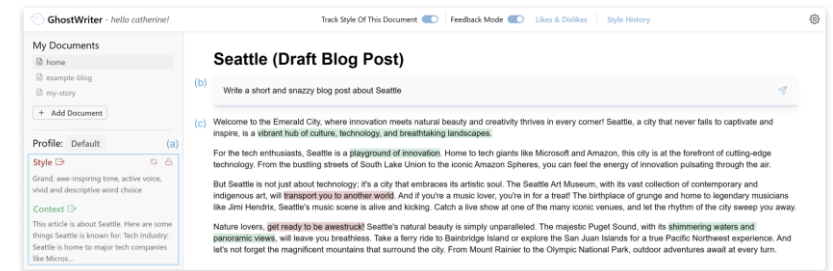 GhostWriter - hello catherine!
Track Style Of This Document
Feedback Mode
Likes & Dislikes
Style History
My Documents
home
example-blog
my-story
+ Add Document
Profile: Default
(a)
Style
Grand, awe-inspiring tone, active voice,
vivid and descriptive word choice
Context
This article is about Seattle. Here are some
things Seattle is known for: Tech Industry:
Seattle is home to major tech companies
like Micros...
Seattle (Draft Blog Post)
(b)
Write a short and snazzy blog post about Seattle
(c)
Welcome to the Emerald City, where innovation meets natural beauty and creativity thrives in every corner! Seattle, a city that never fails to captivate and
inspire, is a vibrant hub of culture, technology, and breathtaking landscapes.
For the tech enthusiasts, Seattle is a playground of innovation. Home to tech giants like Microsoft and Amazon, this city is at the forefront of cutting-edge
technology. From the bustling streets of South Lake Union to the iconic Amazon Spheres, you can feel the energy of innovation pulsating through the air.
But Seattle is not just about technology; it's a city that embraces its artistic soul. The Seattle Art Museum, with its vast collection of contemporary and
indigenous art, will transport you to another world. And if you're a music lover, you're in for a treat! The birthplace of grunge and home to legendary musicians
like Jimi Hendrix, Seattle's music scene is alive and kicking. Catch a live show at one of the many iconic venues, and let the rhythm of the city sweep you away.
Nature lovers, get ready to be awestruck! Seattle's natural beauty is simply unparalleled. The majestic Puget Sound, with its shimmering waters and
panoramic views, will leave you breathless. Take a ferry ride to Bainbridge Island or explore the San Juan Islands for a true Pacific Northwest experience. And
let's not forget the magnificent mountains that surround the city. From Mount Rainier to the Olympic National Park, outdoor adventures await at every turn.